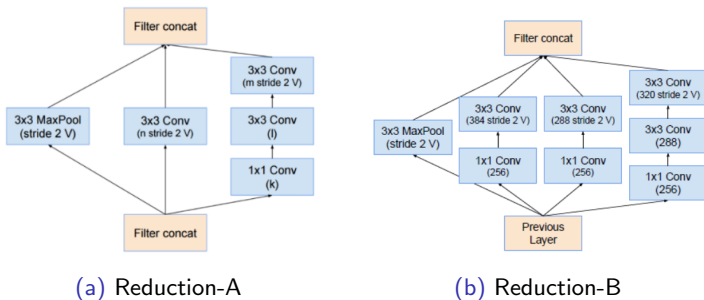 Filter concat
3x3 MaxPool
(stride 2 V)
3x3 Conv
(n stride 2 V)
3x3 Conv
(m stride 2 V)
3x3 Conv
(l)
1x1 Conv
(k)
Filter concat
(a) Reduction-A
Filter concat
3x3 MaxPool
(stride 2 V)
3x3 Conv
(384 stride 2 V)
1x1 Conv
(256)
3x3 Conv
(288 stride 2 V)
1x1 Conv
(256)
3x3 Conv
(320 stride 2 V)
3x3 Conv
(288)
1x1 Conv
(256)
Previous
Layer
(b) Reduction-B